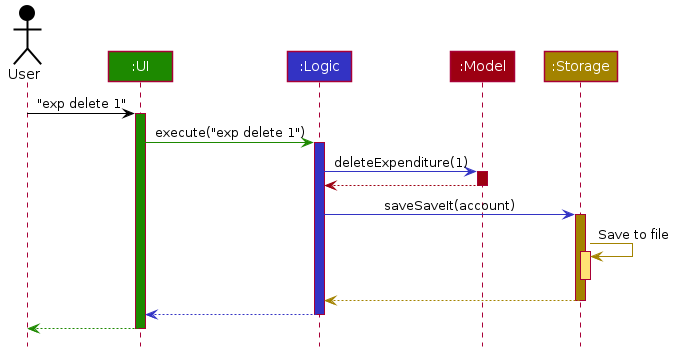 User
:UI
:Logic
:Model
:Storage
"exp delete 1"
execute("exp delete 1")
deleteExpenditure(1)
saveSaveIt(account)
Save to file